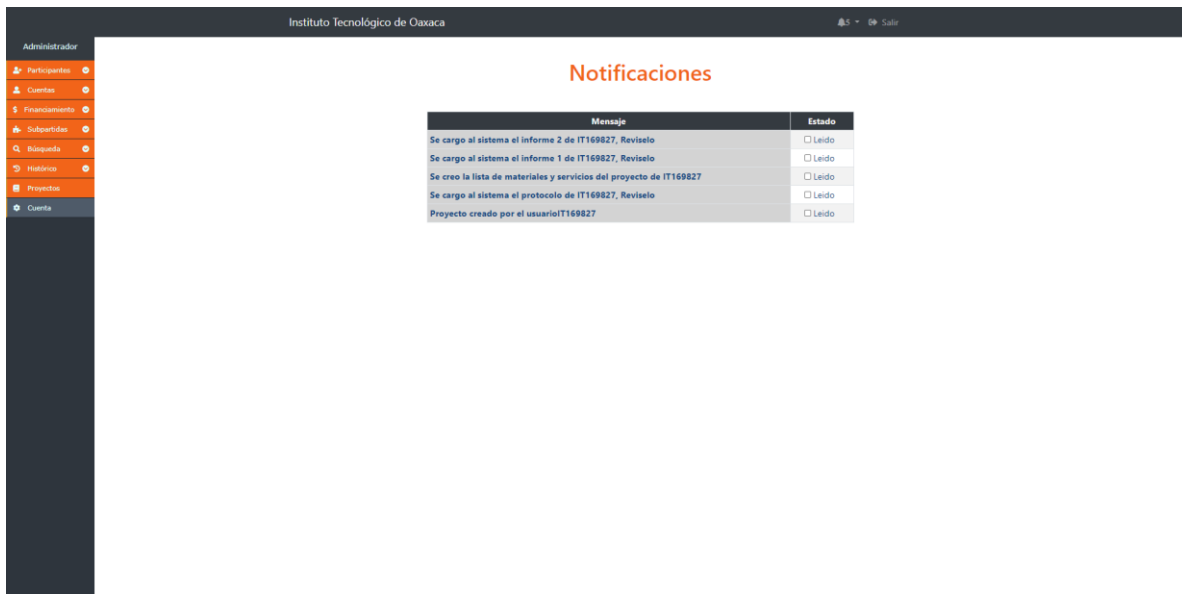 Instituto Tecnológico de Oaxaca
5
Salir
Administrador
Participantes
Cuentas
$ Financiamiento
Subpartidas
Búsqueda
Histórico
Proyectos
Cuenta
Notificaciones
Mensaje Estado
Se cargo al sistema el informe 2 de IT169827, Reviselo Leido
Se cargo al sistema el informe 1 de IT169827, Reviselo Leido
Se creo la lista de materiales y servicios del proyecto de IT169827 Leido
Se cargo al sistema el protocolo de IT169827, Reviselo Leido
Proyecto creado por el usuarioIT169827 Leido